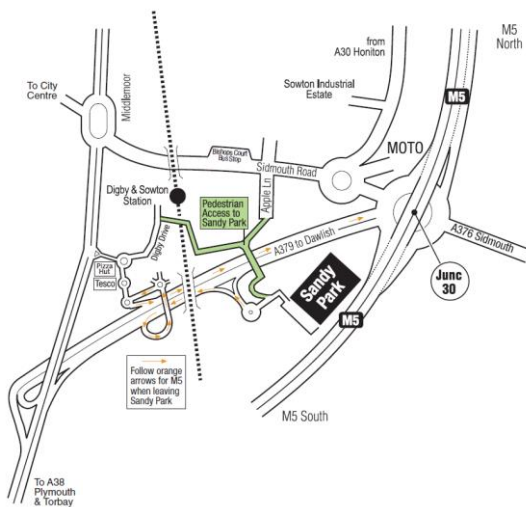 M5
North
from
A30 Honiton
To City
Centre
Middlemoor
Sowton Industrial
Estate
M5
Bishops Court
Bus Stop
Sidmouth Road
MOTO
Digby & Sowton
Station
Pedestrian
Access to
Sandy Park
Apple Ln
A376 Sidmouth
Digby Drive
A379 to Dawlish
Pizza
Hut
Tesco
Sandy
Park
Junc
30
M5
Follow orange
arrows for M5
when leaving
Sandy Park
M5 South
To A38
Plymouth
& Torbay